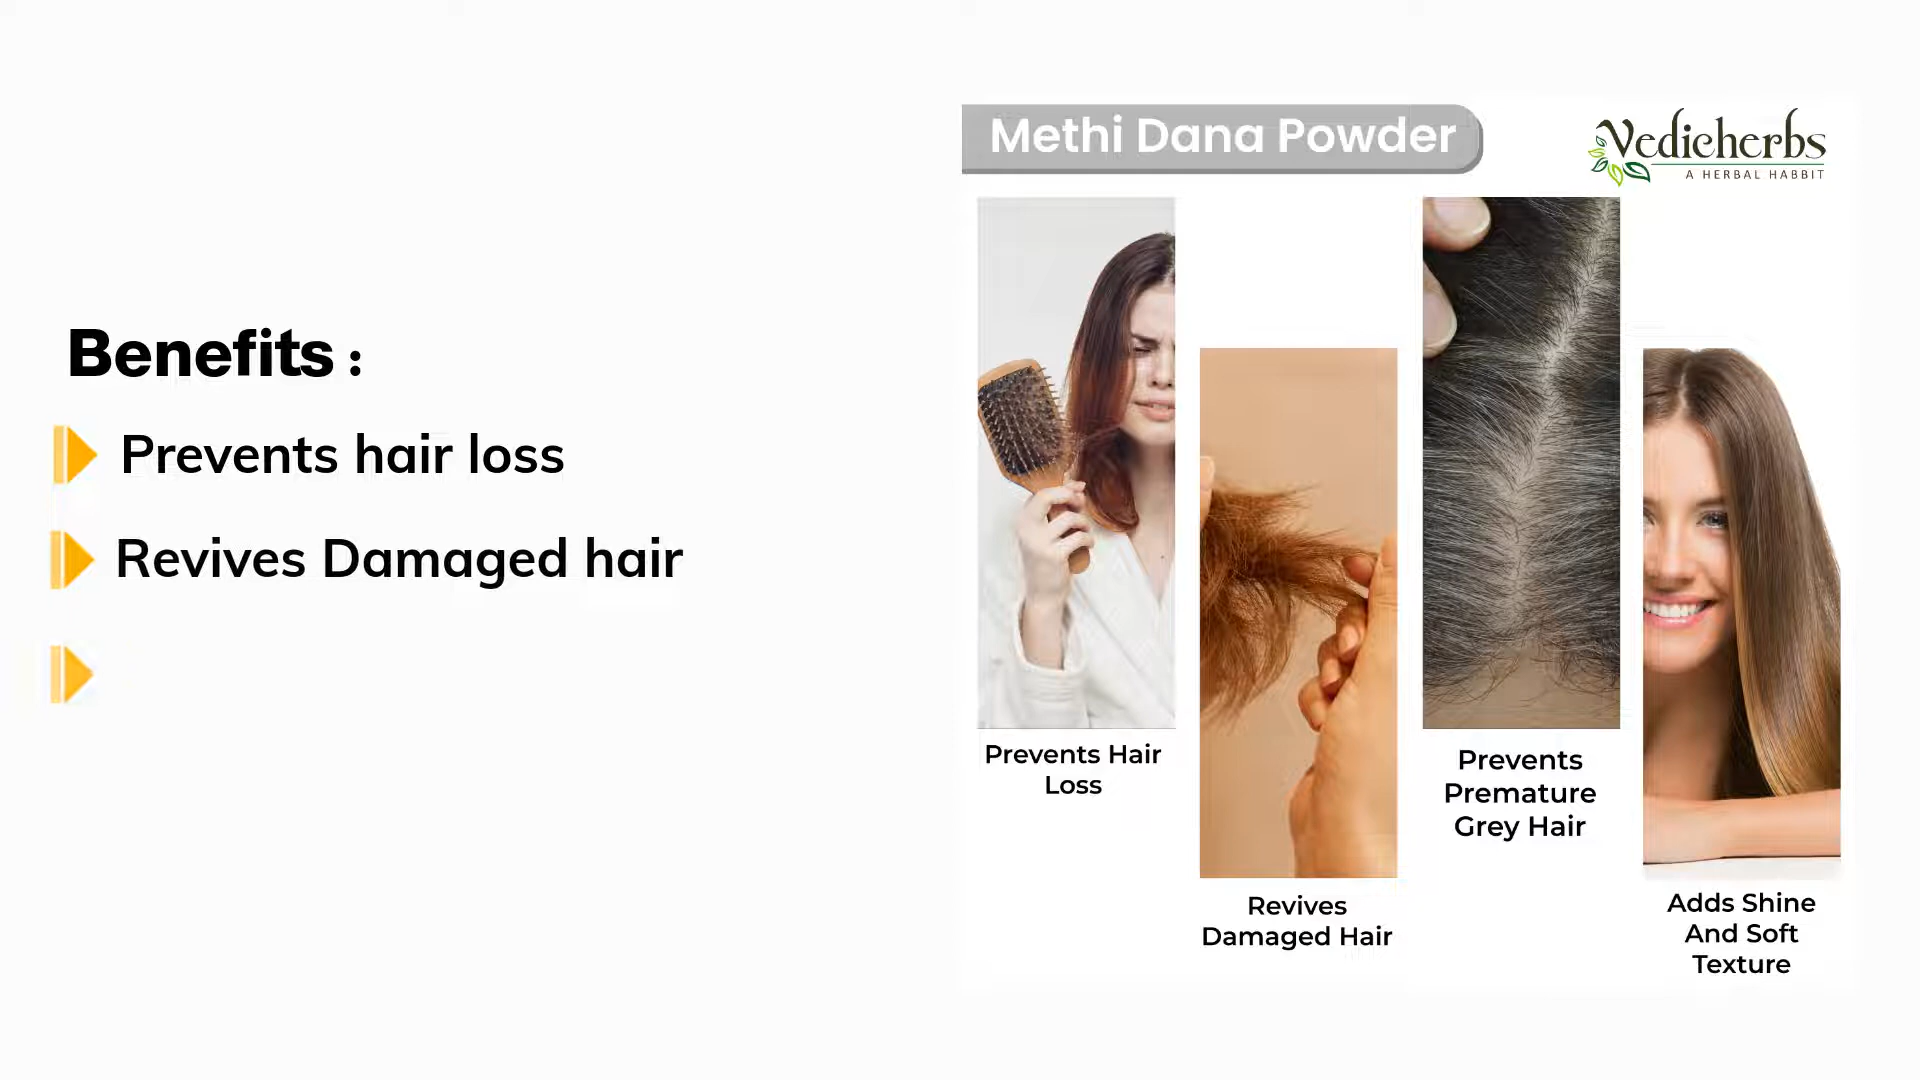 Benefits :
Prevents hair loss
Revives Damaged hair
Methi Dana Powder
Vedicherbs
A HERBAL HABBIT
Prevents Hair
Loss
Revives
Damaged Hair
Prevents
Premature
Grey Hair
Adds Shine
And Soft
Texture